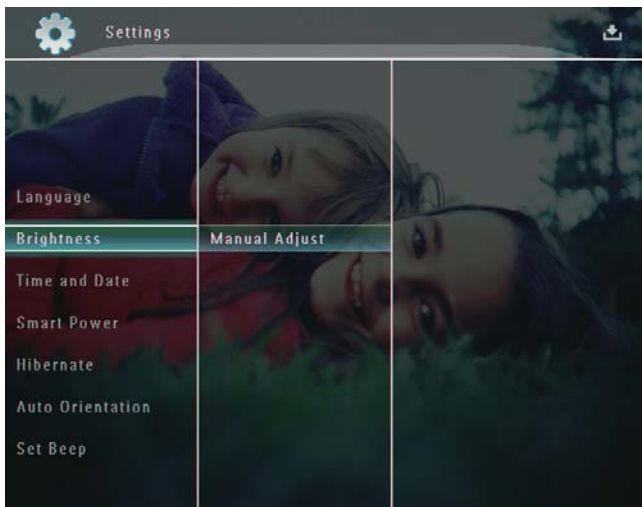 Settings
Language
Brightness
Manual Adjust
Time and Date
Smart Power
Hibernate
Auto Orientation
Set Beep